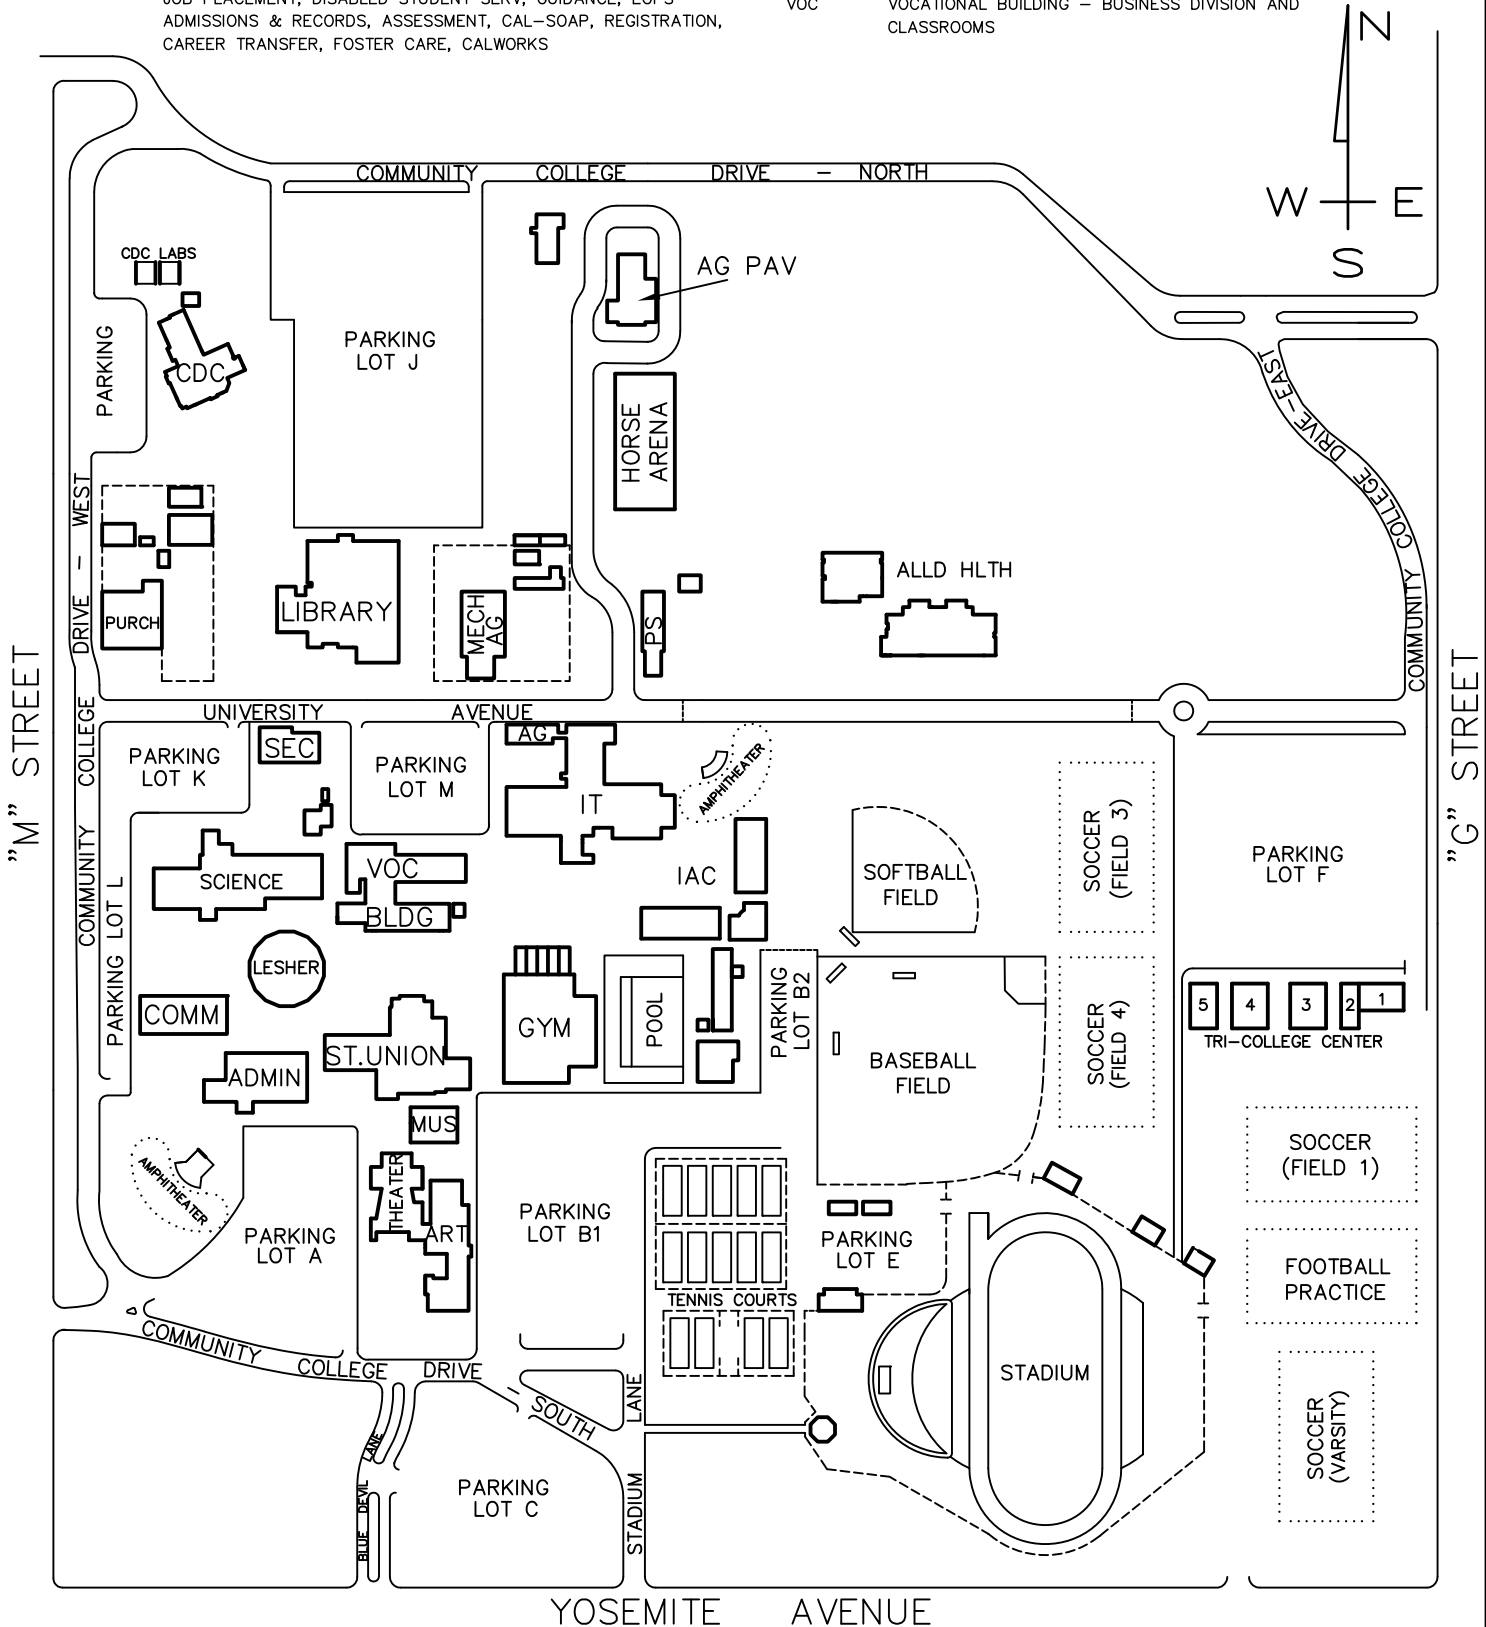 JOB PLACEMENT, DISABLED STUDENT SERV, GUIDANCE, EOPS
ADMISSIONS & RECORDS, ASSESSMENT, CAL-SOAP, REGISTRATION,
CAREER TRANSFER, FOSTER CARE, CALWORKS
VOC VOCATIONAL BUILDING - BUSINESS DIVISION AND
CLASSROOMS
N
W E
S
COMMUNITY COLLEGE DRIVE - NORTH
CDC LABS
AG PAV
PARKING
LOT J
PARKING
CDC
HORSE
ARENA
COMMUNITY COLLEGE DRIVE-EAST
COMMUNITY COLLEGE DRIVE - WEST
ALLD HLTH
LIBRARY
PURCH
MECH
AG
PS
"M" STREET
"G" STREET
UNIVERSITY AVENUE
AG
SEC
PARKING
LOT K
PARKING
LOT M
IT
AMPHITHEATER
SOCCER
(FIELD 3)
PARKING
LOT F
SOFTBALL
FIELD
IAC
VOC
BLDG
SCIENCE
PARKING LOT L
LESHER
COMM
GYM
POOL
PARKING
LOT B2
SOCCER
(FIELD 4)
5
4
3
2
1
TRI-COLLEGE CENTER
BASEBALL
FIELD
ST.UNION
ADMIN
MUS
SOCCER
(FIELD 1)
AMPHITHEATER
THEATER
ART
PARKING
LOT A
PARKING
LOT B1
PARKING
LOT E
FOOTBALL
PRACTICE
TENNIS COURTS
COMMUNITY COLLEGE DRIVE SOUTH
STADIUM
SOCCER
(VARSITY)
STADIUM LANE
BLUE DEVIL LANE
PARKING
LOT C
YOSEMITE AVENUE